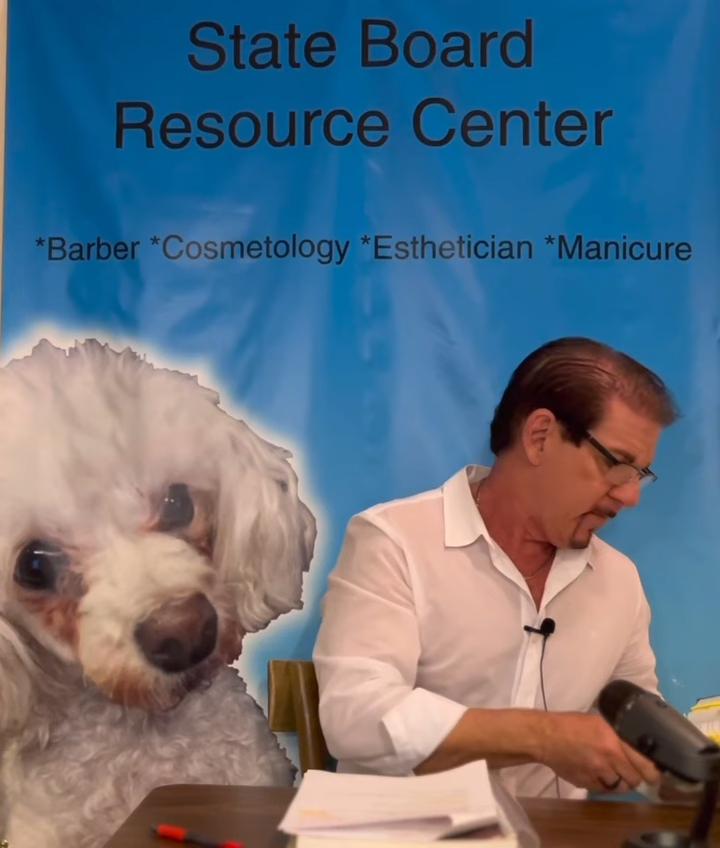 State Board
Resource Center
*Barber *Cosmetology *Esthetician *Manicure